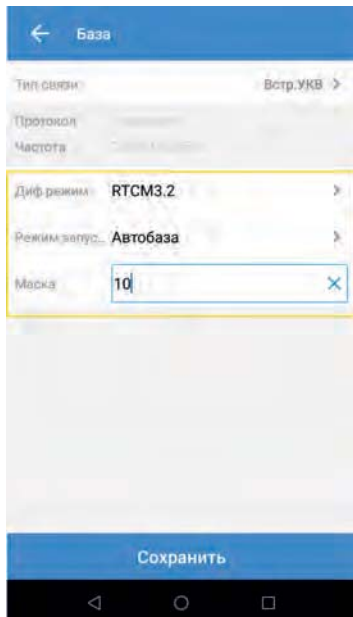 База
Тип связи Встр.УКВ
Протокол
Частота
Диф.режим RTCM3.2
Режим запус... Автобаза
Маска 10
Сохранить